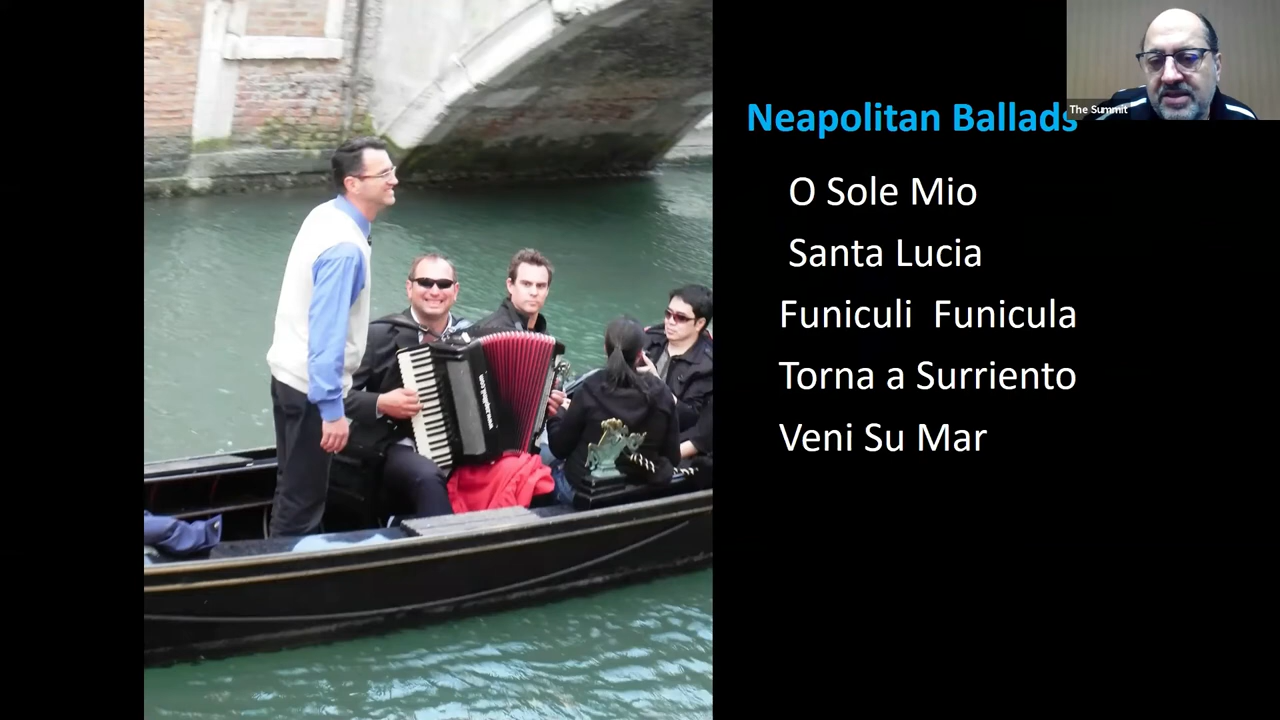 The Summit
Neapolitan Ballads
O Sole Mio
Santa Lucia
Funiculi Funicula
Torna a Surriento
Veni Su Mar